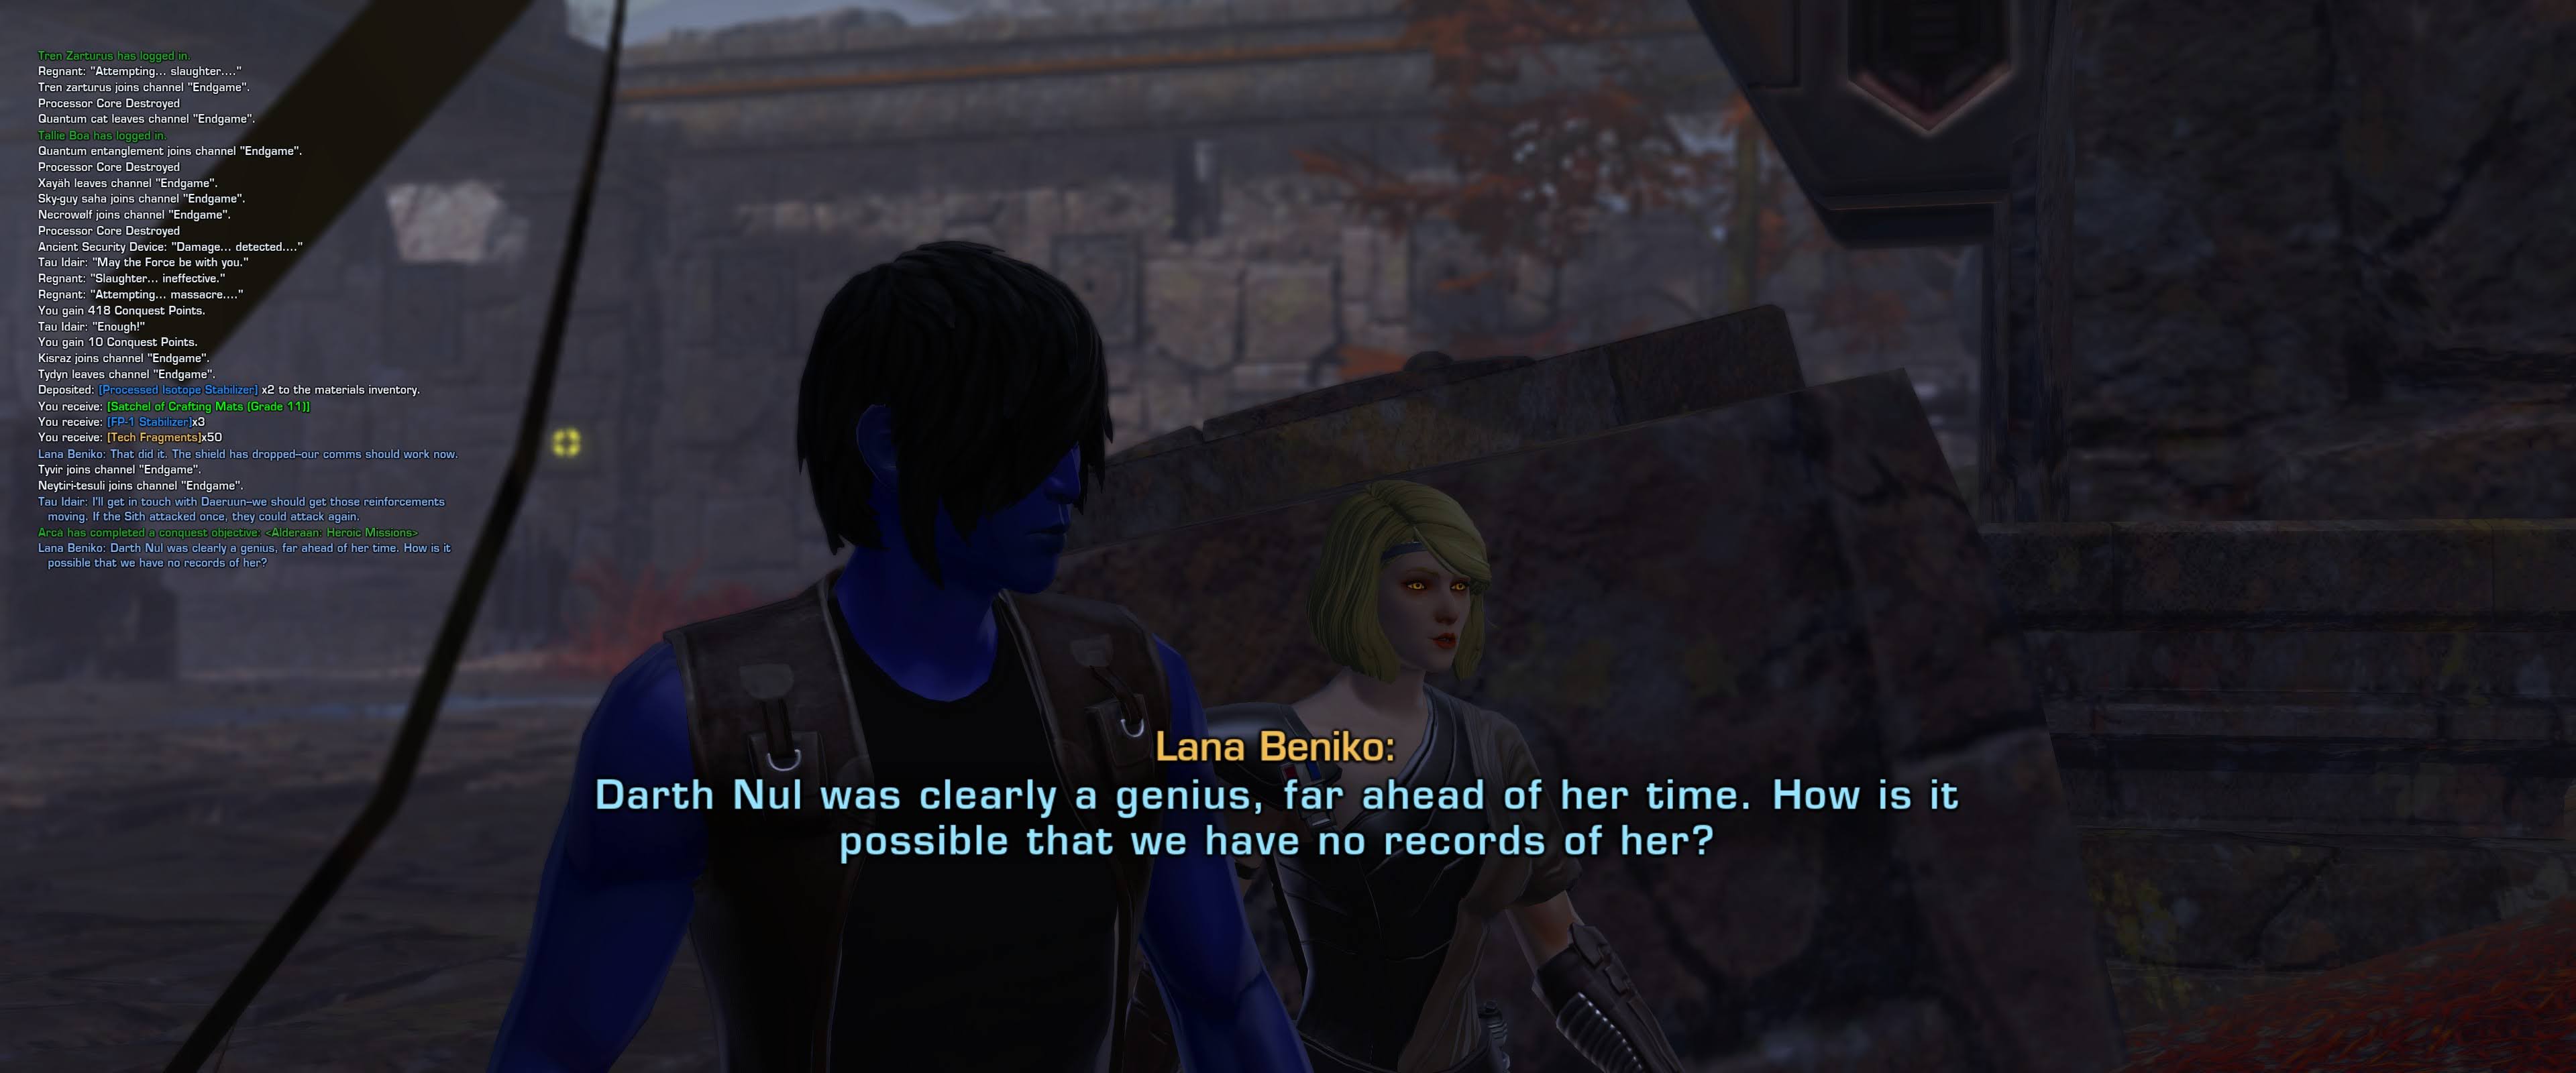 Tren Zarturus has logged in.
Regnant: "Attempting... slaughter...."
Tren zarturus joins channel "Endgame".
Processor Core Destroyed
Quantum cat leaves channel "Endgame".
Tallie Boa has logged in.
Quantum entanglement joins channel "Endgame".
Processor Core Destroyed
Xayàh leaves channel "Endgame".
Sky-guy saha joins channel "Endgame".
Necrowølf joins channel "Endgame".
Processor Core Destroyed
Ancient Security Device: "Damage... detected...."
Tau Idair: "May the Force be with you."
Regnant: "Slaughter... ineffective."
Regnant: "Attempting... massacre...."
You gain 418 Conquest Points.
Tau Idair: "Enough!"
You gain 10 Conquest Points.
Kisraz joins channel "Endgame".
Tydyn leaves channel "Endgame".
Deposited: [Processed Isotope Stabilizer] x2 to the materials inventory.
You receive: [Satchel of Crafting Mats (Grade 11)]
You receive: [FP-1 Stabilizer]x3
You receive: [Tech Fragments]x50
Lana Beniko: That did it. The shield has dropped–our comms should work now.
Tyvir joins channel "Endgame".
Neytiri-tesuli joins channel "Endgame".
Tau Idair: I'll get in touch with Daeruun–we should get those reinforcements
moving. If the Sith attacked once, they could attack again.
Arcà has completed a conquest objective: <Alderaan: Heroic Missions>
Lana Beniko: Darth Nul was clearly a genius, far ahead of her time. How is it
possible that we have no records of her?
Lana Beniko:
Darth Nul was clearly a genius, far ahead of her time. How is it
possible that we have no records of her?